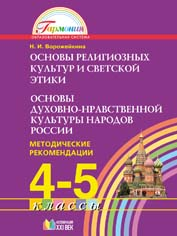 Гармония
ОБРАЗОВАТЕЛЬНАЯ СИСТЕМА
Н. И. Ворожейкина
ОСНОВЫ РЕЛИГИОЗНЫХ
КУЛЬТУР И СВЕТСКОЙ
ЭТИКИ
ОСНОВЫ
ДУХОВНО-НРАВСТВЕННОЙ
КУЛЬТУРЫ НАРОДОВ
РОССИИ
МЕТОДИЧЕСКИЕ
РЕКОМЕНДАЦИИ
4-5
классы
АССОЦИАЦИЯ
XXI ВЕК